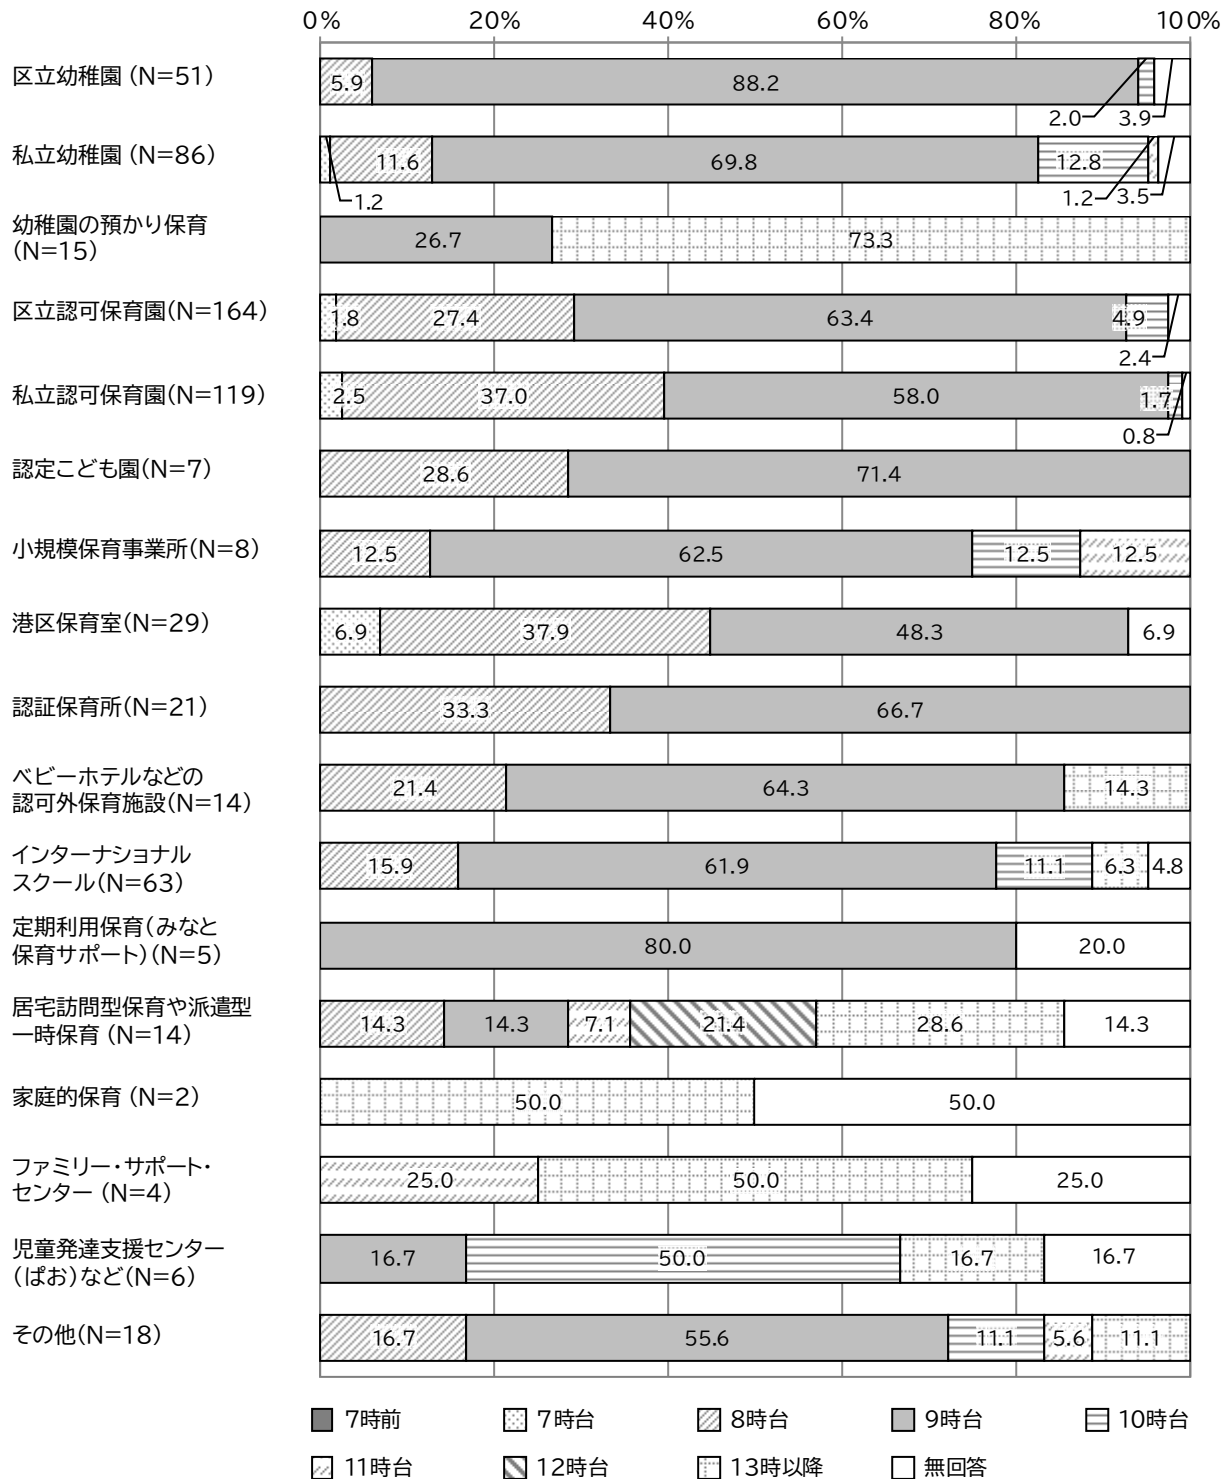 0% 20% 40% 60% 80% 100%
区立幼稚園 (N=51)
5.9 88.2
2.0 3.9
私立幼稚園 (N=86)
11.6 69.8 12.8
1.2 1.2 3.5
幼稚園の預かり保育
(N=15)
26.7 73.3
区立認可保育園(N=164)
1.8 27.4 63.4 4.9
2.4
私立認可保育園(N=119)
2.5 37.0 58.0 1.7
0.8
認定こども園(N=7)
28.6 71.4
小規模保育事業所(N=8)
12.5 62.5 12.5 12.5
港区保育室(N=29)
6.9 37.9 48.3 6.9
認証保育所(N=21)
33.3 66.7
ベビーホテルなどの
認可外保育施設(N=14)
21.4 64.3 14.3
インターナショナル
スクール(N=63)
15.9 61.9 11.1 6.3 4.8
定期利用保育(みなと
保育サポート)(N=5)
80.0 20.0
居宅訪問型保育や派遣型
一時保育 (N=14)
14.3 14.3 7.1 21.4 28.6 14.3
家庭的保育 (N=2)
50.0 50.0
ファミリー・サポート・
センター (N=4)
25.0 50.0 25.0
児童発達支援センター
(ぱお)など(N=6)
16.7 50.0 16.7 16.7
その他(N=18)
16.7 55.6 11.1 5.6 11.1
7時前 7時台 8時台 9時台 10時台
11時台 12時台 13時以降 無回答